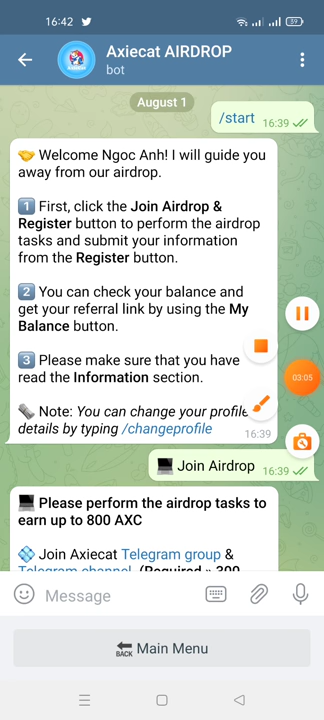 16:42
59
Axiecat AIRDROP
bot
August 1
/start 16:39
Welcome Ngoc Anh! I will guide you
away from our airdrop.
1 First, click the Join Airdrop &
Register button to perform the airdrop
tasks and submit your information
from the Register button.
2 You can check your balance and
get your referral link by using the My
Balance button.
3 Please make sure that you have
read the Information section.
03:05
Note: You can change your profile
details by typing /changeprofile
16:39
Join Airdrop 16:39
Please perform the airdrop tasks to
earn up to 800 AXC
Join Axiecat Telegram group &
Telegram channel (Required » 300
Message
BACK Main Menu